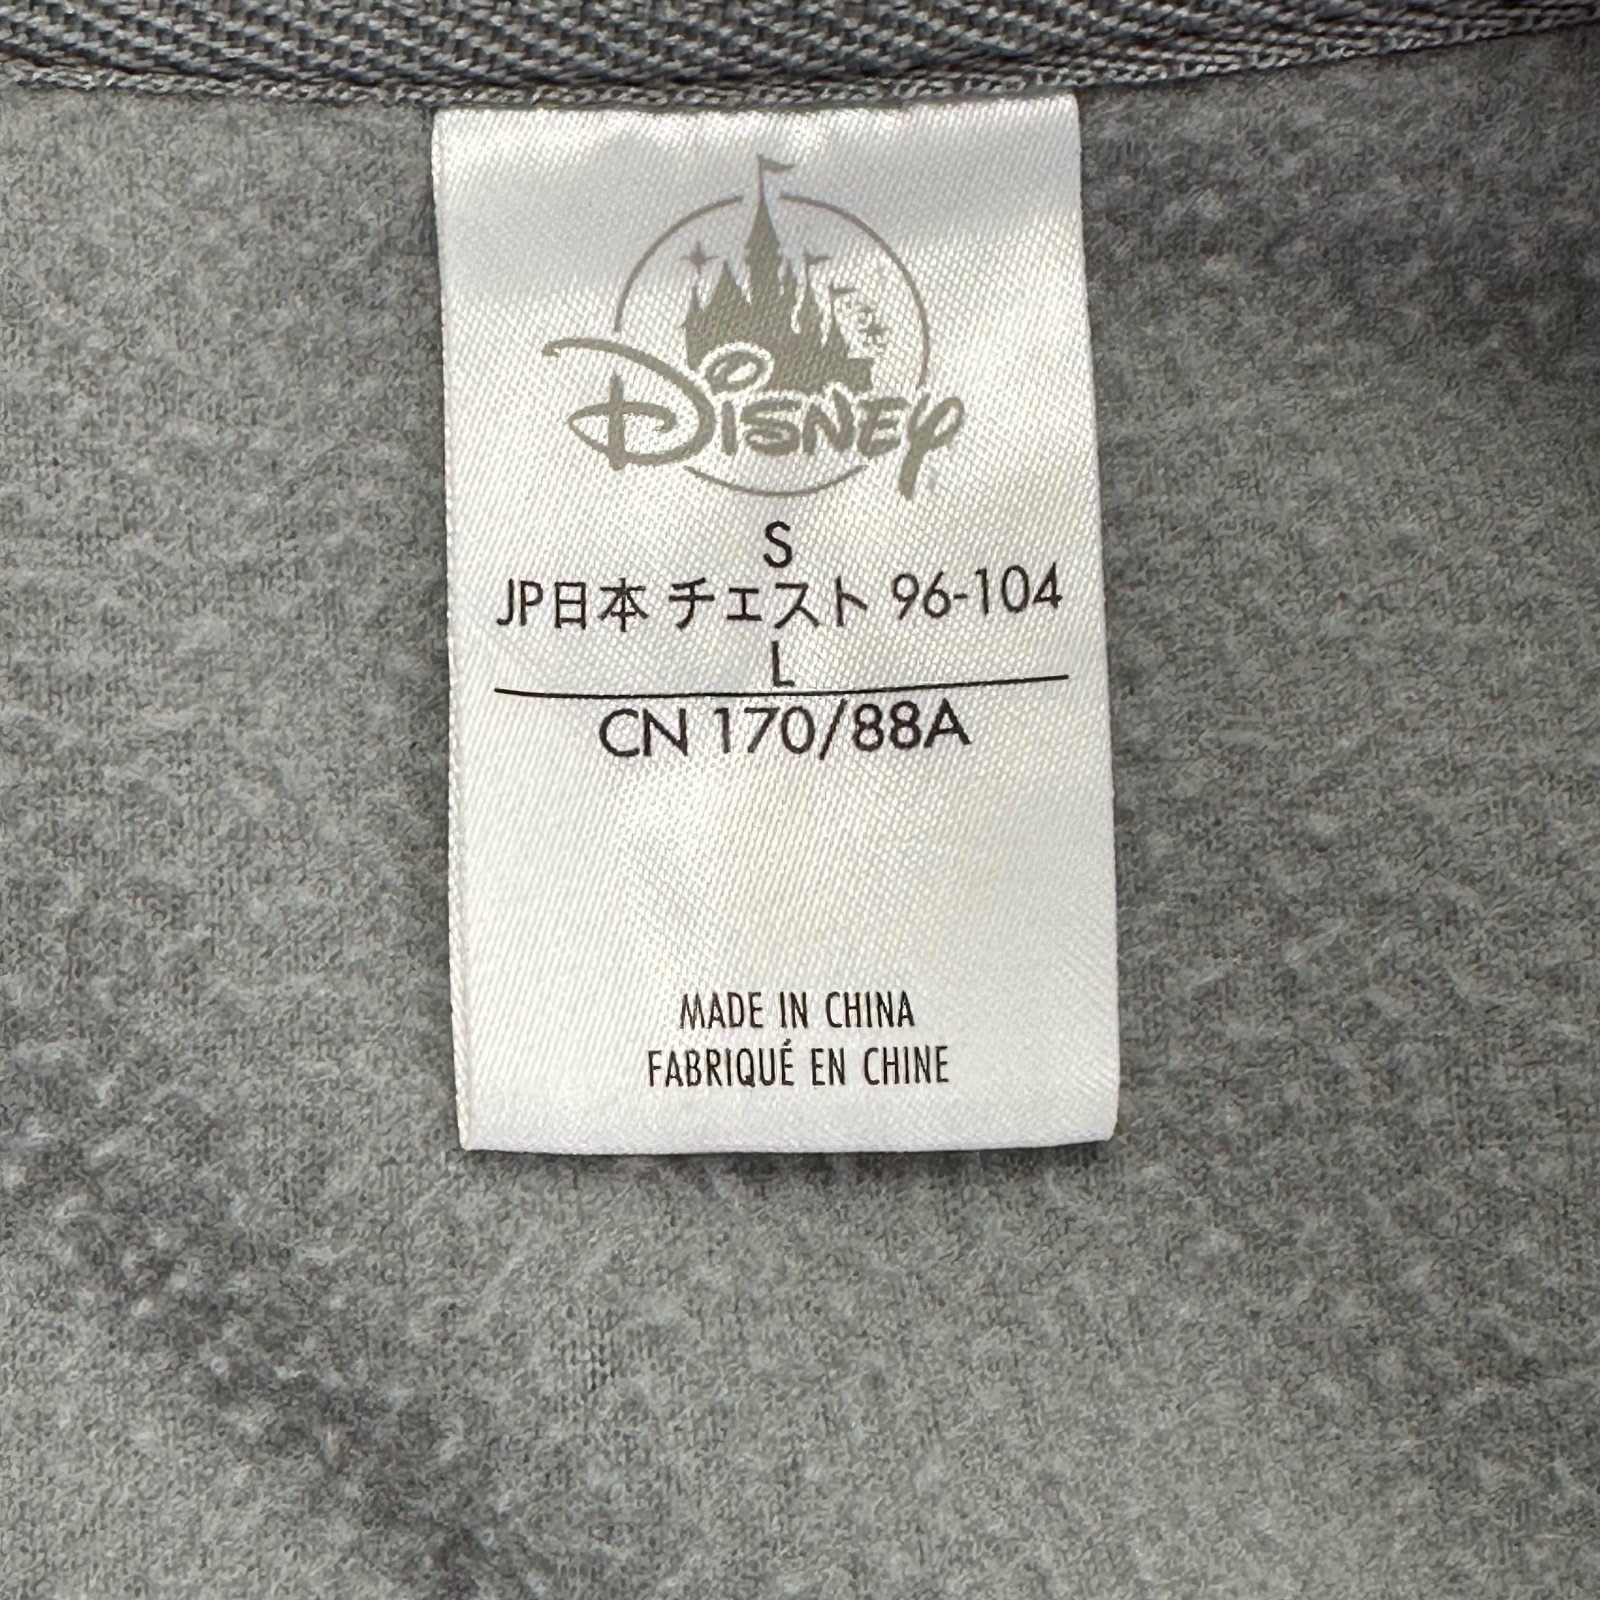 Disney
S
JP日本 チェスト 96-104
L
CN 170/88A
MADE IN CHINA
FABRIQUÉ EN CHINE